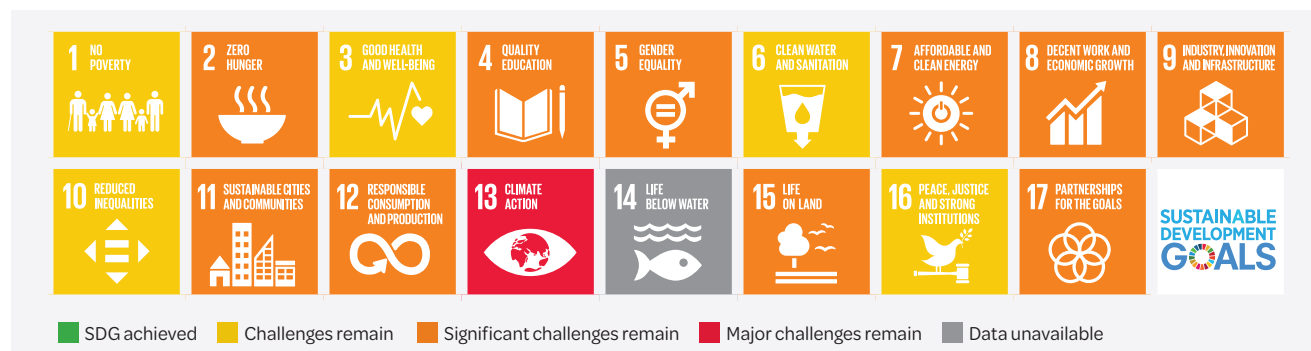 1 NO
POVERTY
2 ZERO
HUNGER
3 GOOD HEALTH
AND WELL-BEING
4 QUALITY
EDUCATION
5 GENDER
EQUALITY
6 CLEAN WATER
AND SANITATION
7 AFFORDABLE AND
CLEAN ENERGY
8 DECENT WORK AND
ECONOMIC GROWTH
9 INDUSTRY, INNOVATION
AND INFRASTRUCTURE
10 REDUCED
INEQUALITIES
11 SUSTAINABLE CITIES
AND COMMUNITIES
12 RESPONSIBLE
CONSUMPTION
AND PRODUCTION
13 CLIMATE
ACTION
14 LIFE
BELOW WATER
15 LIFE
ON LAND
16 PEACE, JUSTICE
AND STRONG
INSTITUTIONS
17 PARTNERSHIPS
FOR THE GOALS
SUSTAINABLE
DEVELOPMENT
GOALS
SDG achieved
Challenges remain
Significant challenges remain
Major challenges remain
Data unavailable